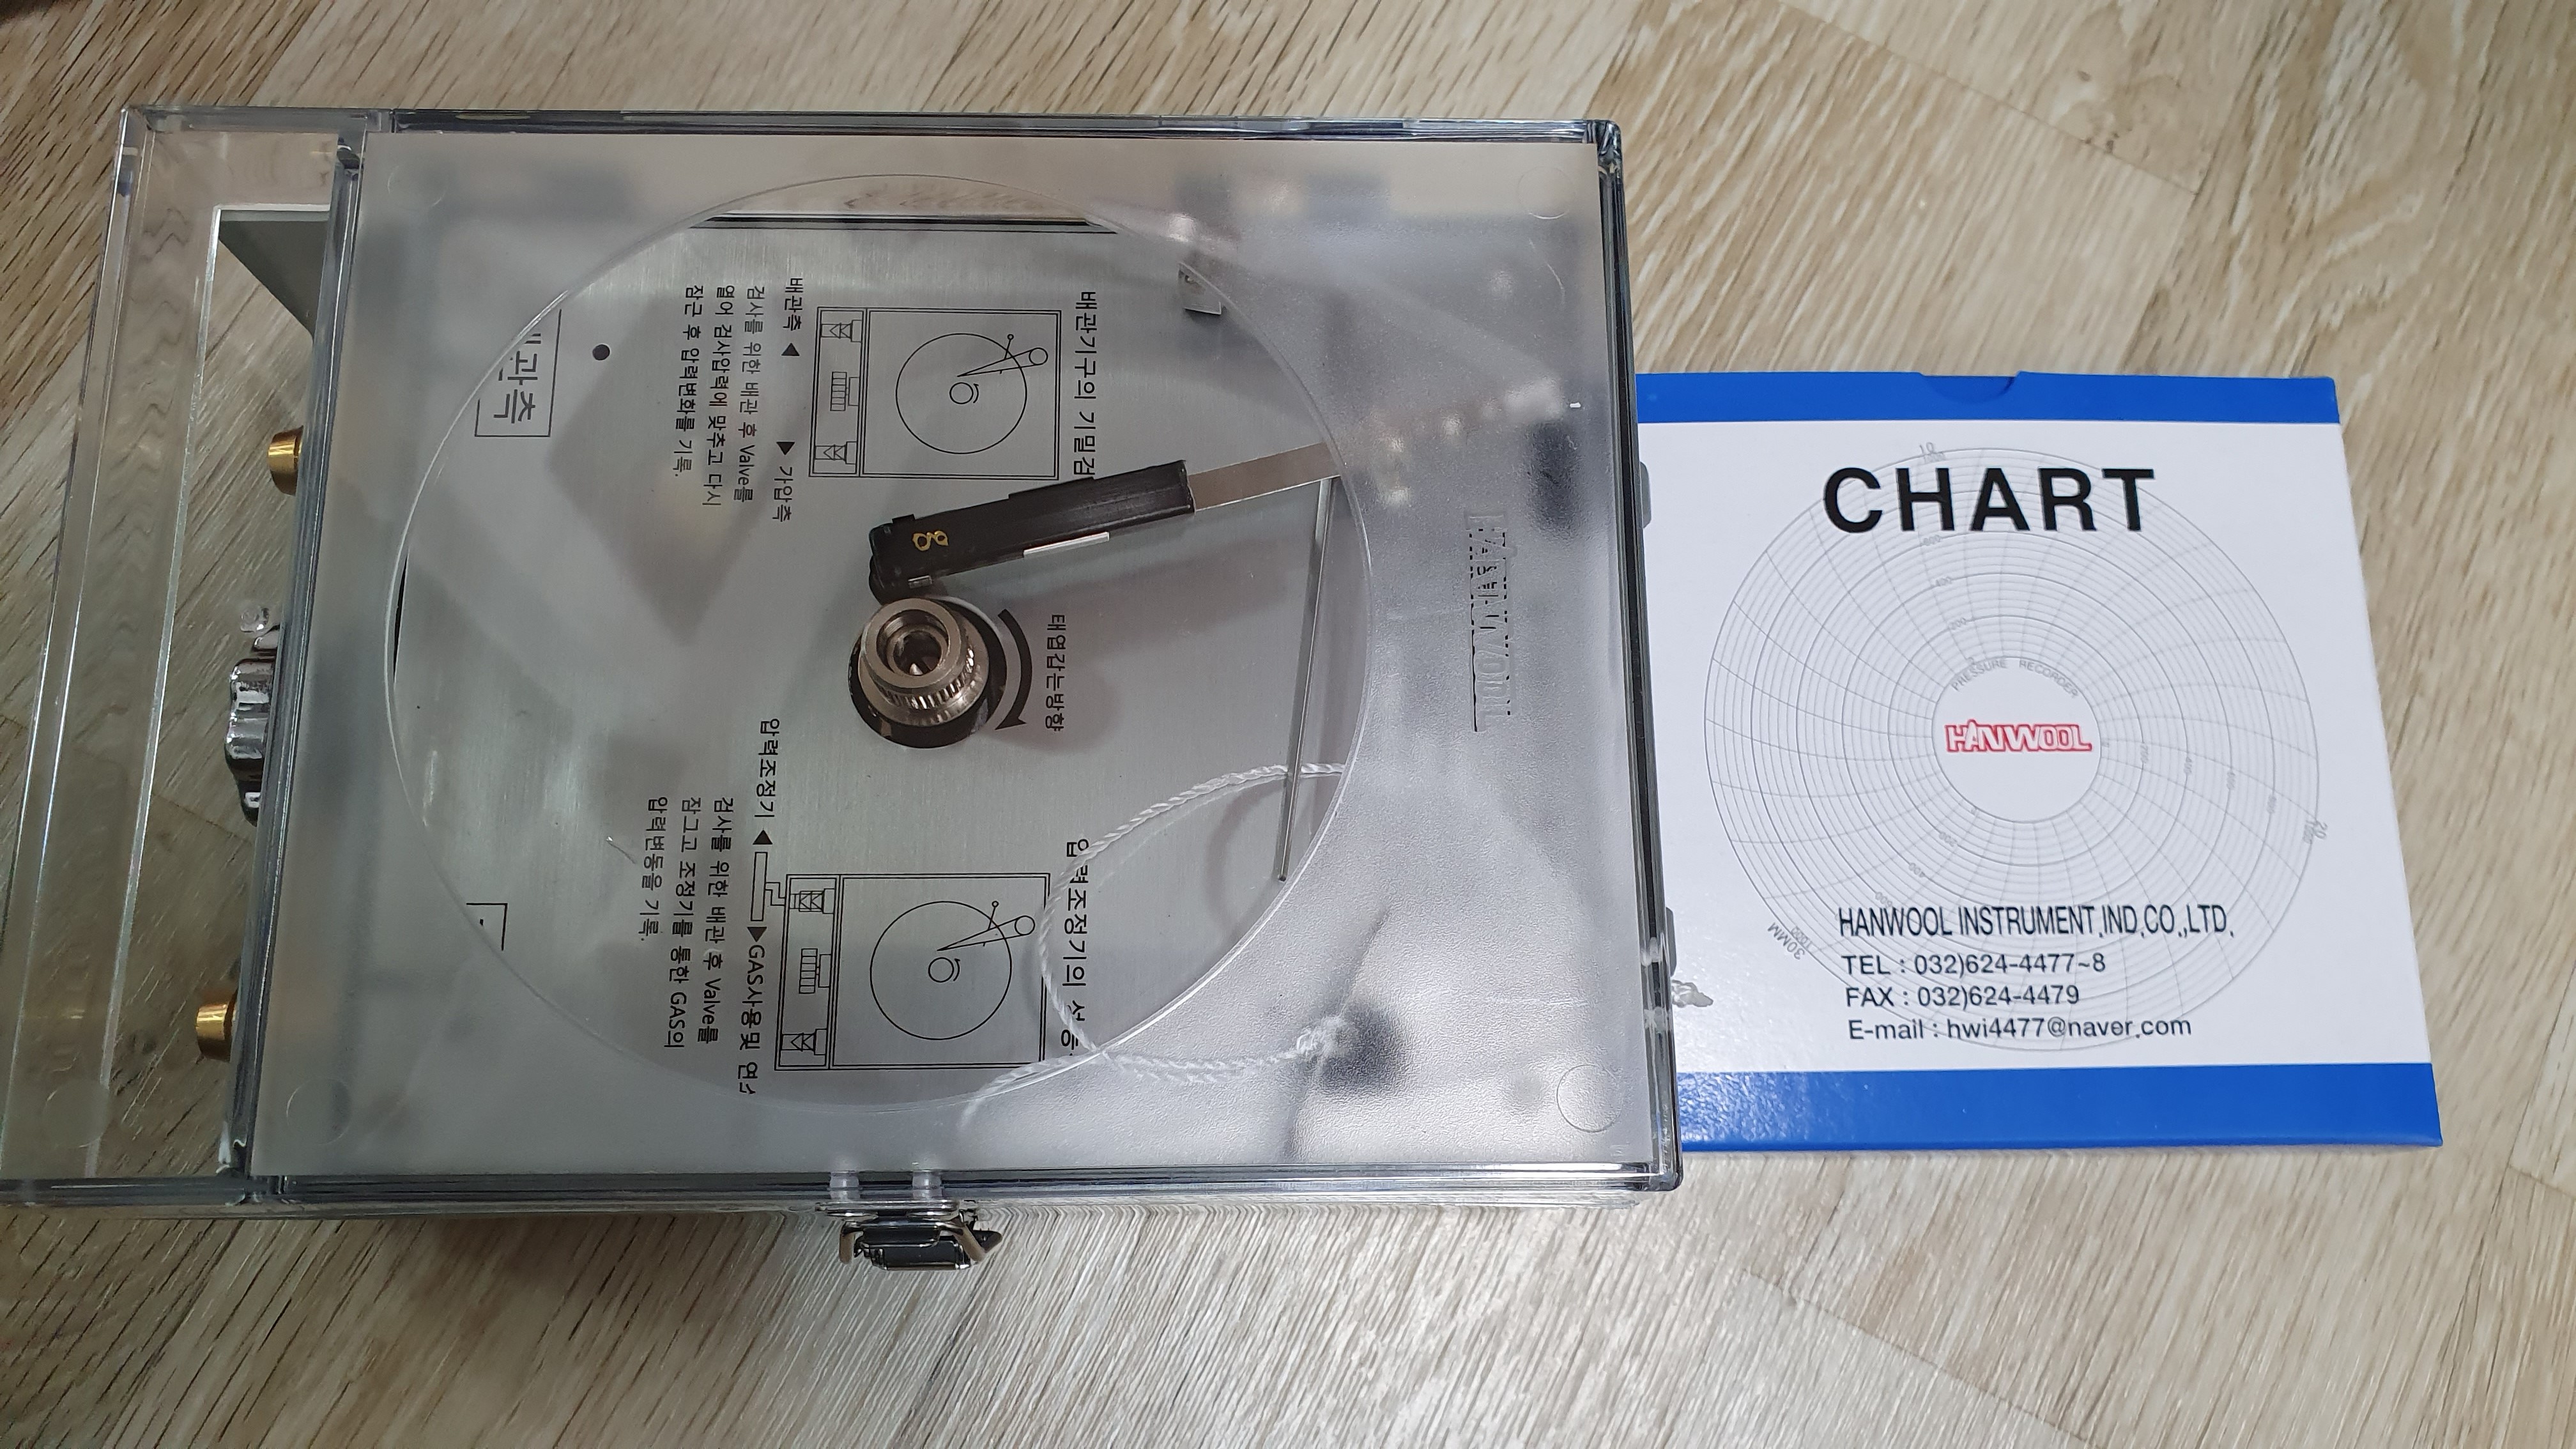 배관기구의 기밀검
배관측 ◀ ▶ 가압측
검사를 위한 배관 후 Valve를
열어 검사압력에 맞추고 다시
잠근 후 압력변화를 기록.
관측
8
태엽감는방향
압력조정기의 성능
압력조정기 ◀ ▶GAS사용및 연소
검사를 위한 배관 후 Valve를
잠그고 조정기를 통한 GAS의
압력변동을 기록.
HANWOOL
CHART
PRESSURE RECORDER
HANWOOL
30MM
HANWOOL INSTRUMENT.IND.CO.,LTD.
TEL : 032)624-4477~8
FAX : 032)624-4479
E-mail : hwi4477@naver.com